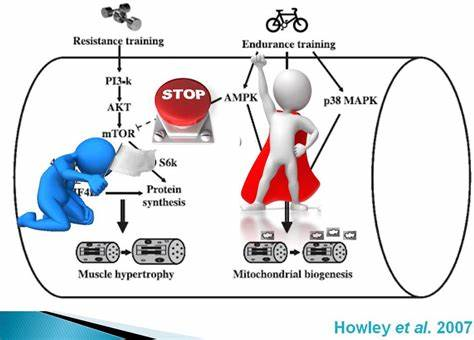 Resistance training
Endurance training
PI3-k
AKT
STOP
AMPK
p38 MAPK
mTOR
S6k
Protein
synthesis
Muscle hypertrophy
Mitochondrial biogenesis
Howley et al. 2007